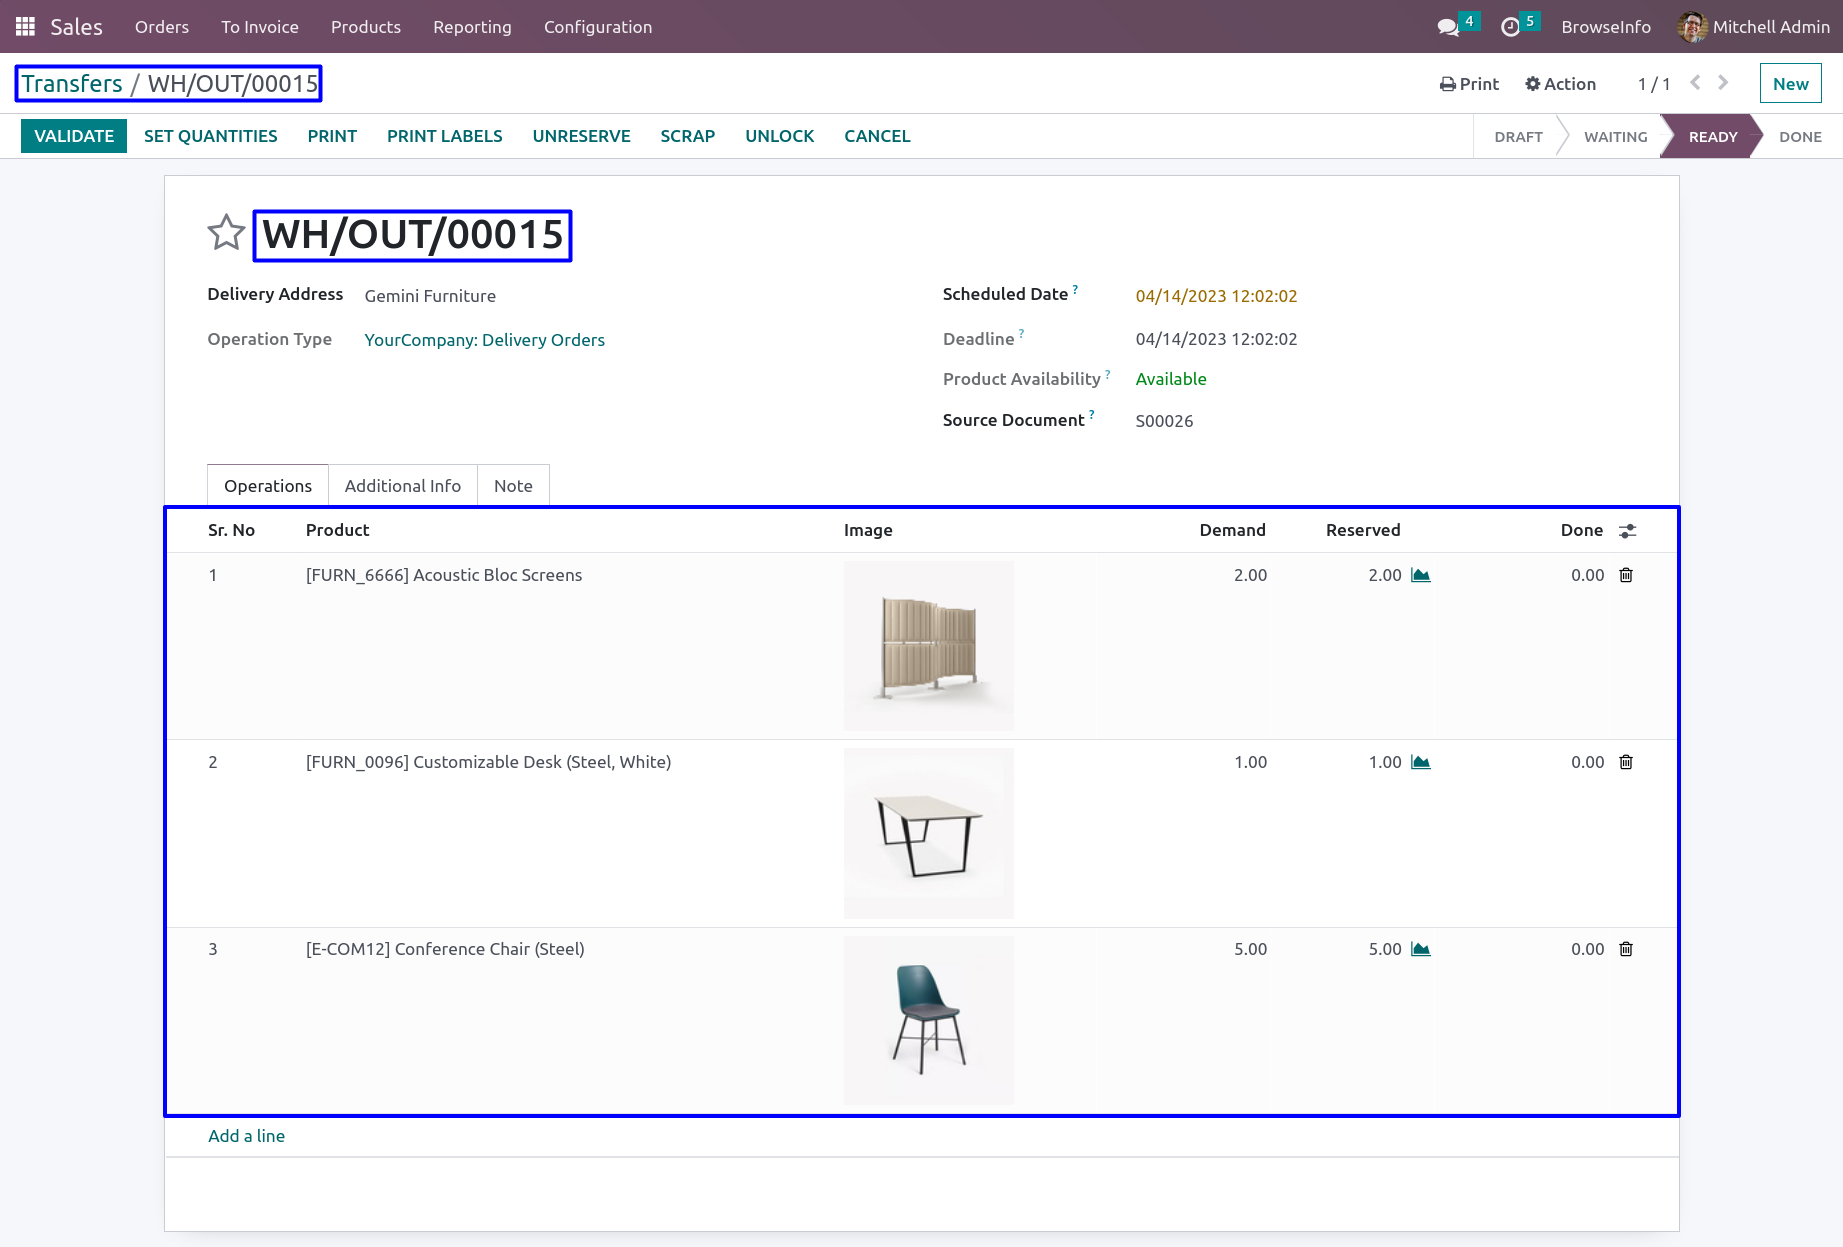 Sales Orders To Invoice Products Reporting Configuration 4 5 BrowseInfo Mitchell Admin
Transfers / WH/OUT/00015 Print Action 1 / 1 New
VALIDATE SET QUANTITIES PRINT PRINT LABELS UNRESERVE SCRAP UNLOCK CANCEL DRAFT WAITING READY DONE
WH/OUT/00015
Delivery Address Gemini Furniture Scheduled Date ? 04/14/2023 12:02:02
Operation Type YourCompany: Delivery Orders Deadline ? 04/14/2023 12:02:02
Product Availability ? Available
Source Document ? S00026
Operations Additional Info Note
Sr. No Product Image Demand Reserved Done
1 [FURN_6666] Acoustic Bloc Screens 2.00 2.00 0.00
2 [FURN_0096] Customizable Desk (Steel, White) 1.00 1.00 0.00
3 [E-COM12] Conference Chair (Steel) 5.00 5.00 0.00
Add a line